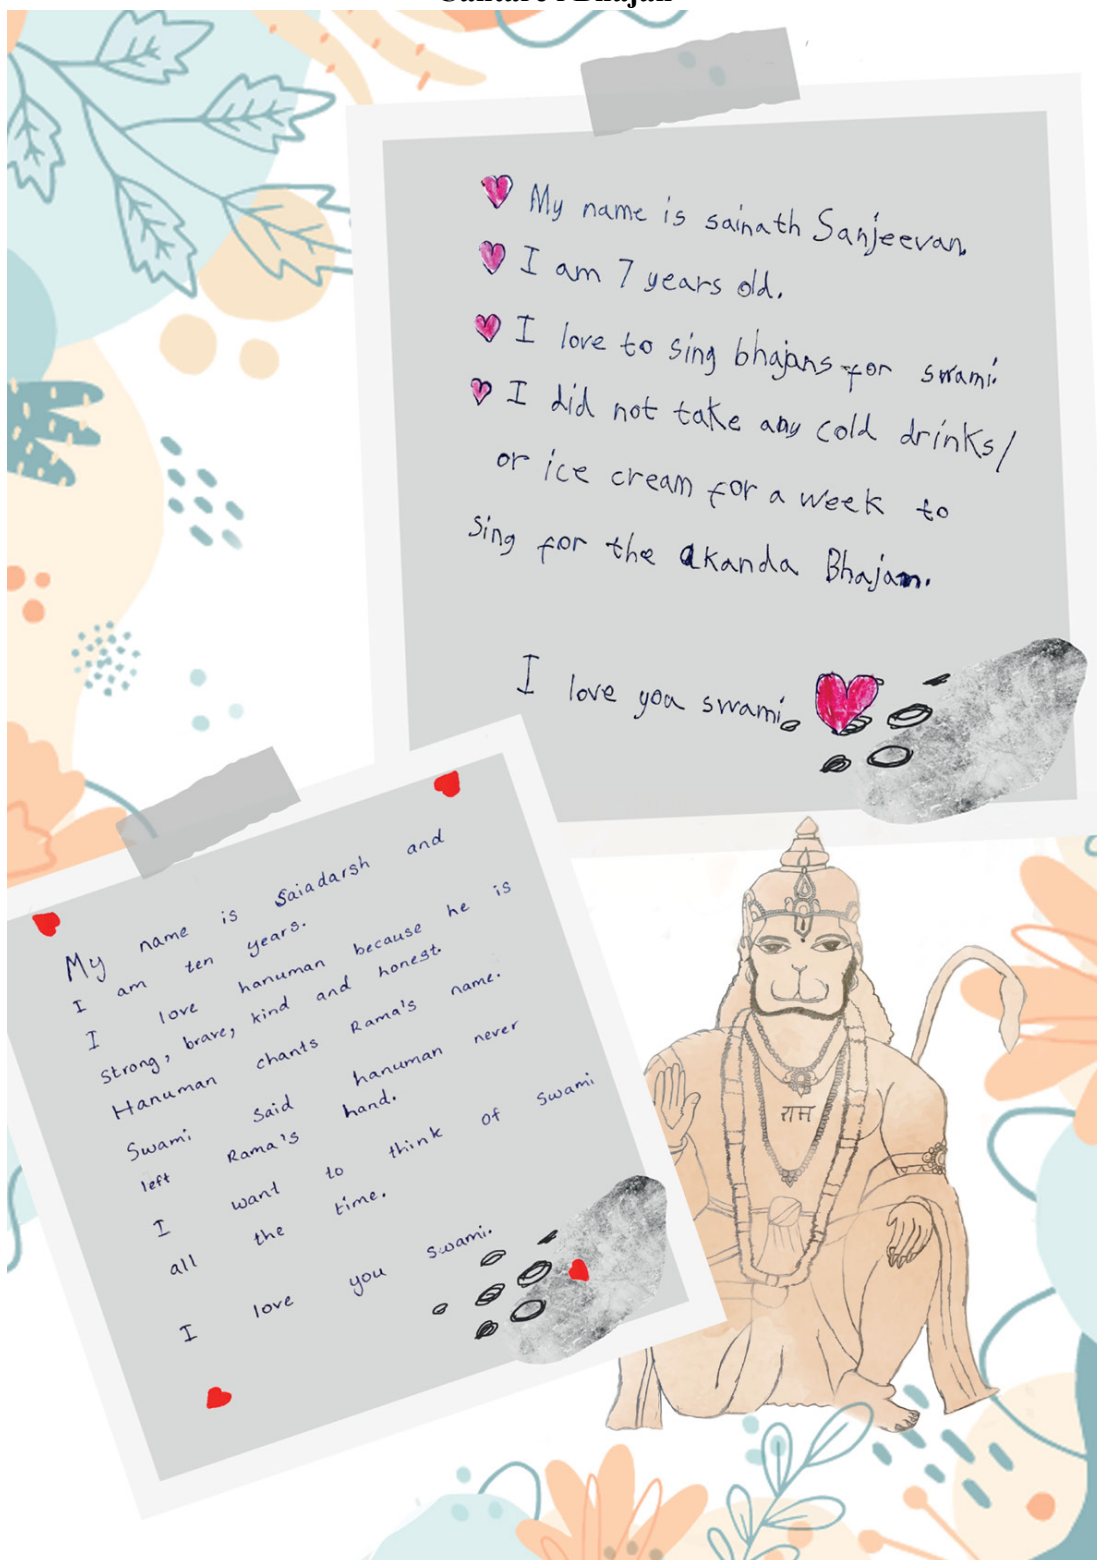 My name is sainath Sanjeevan.
I am 7 years old.
I love to sing bhajans for swami.
I did not take any cold drinks/
or ice cream for a week to
Sing for the akanda Bhajan.
I love you swami
My name is Saiadarsh and
I am ten years.
I love hanuman because he is
strong, brave, kind and honest.
Hanuman chants Rama's name.
Swami said hanuman never
left Rama's hand.
I want to think of swami
all the time.
I love you swami.
राम